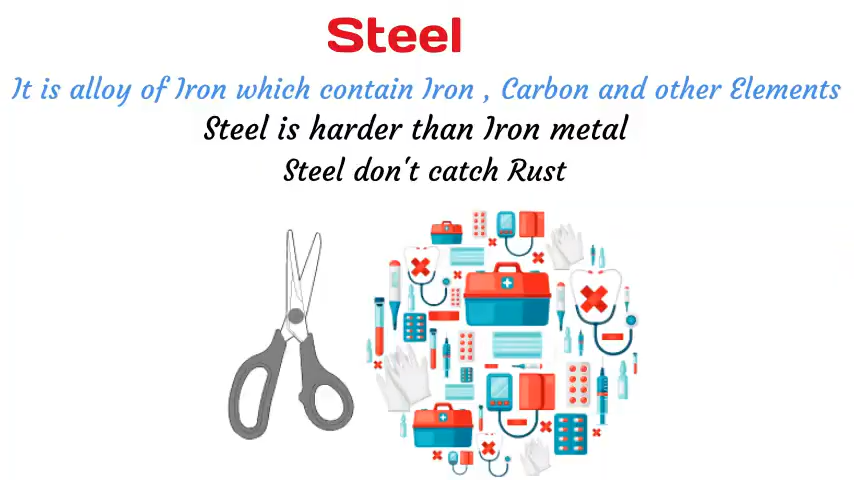 Steel
It is alloy of Iron which contain Iron , Carbon and other Elements
Steel is harder than Iron metal
Steel don't catch Rust